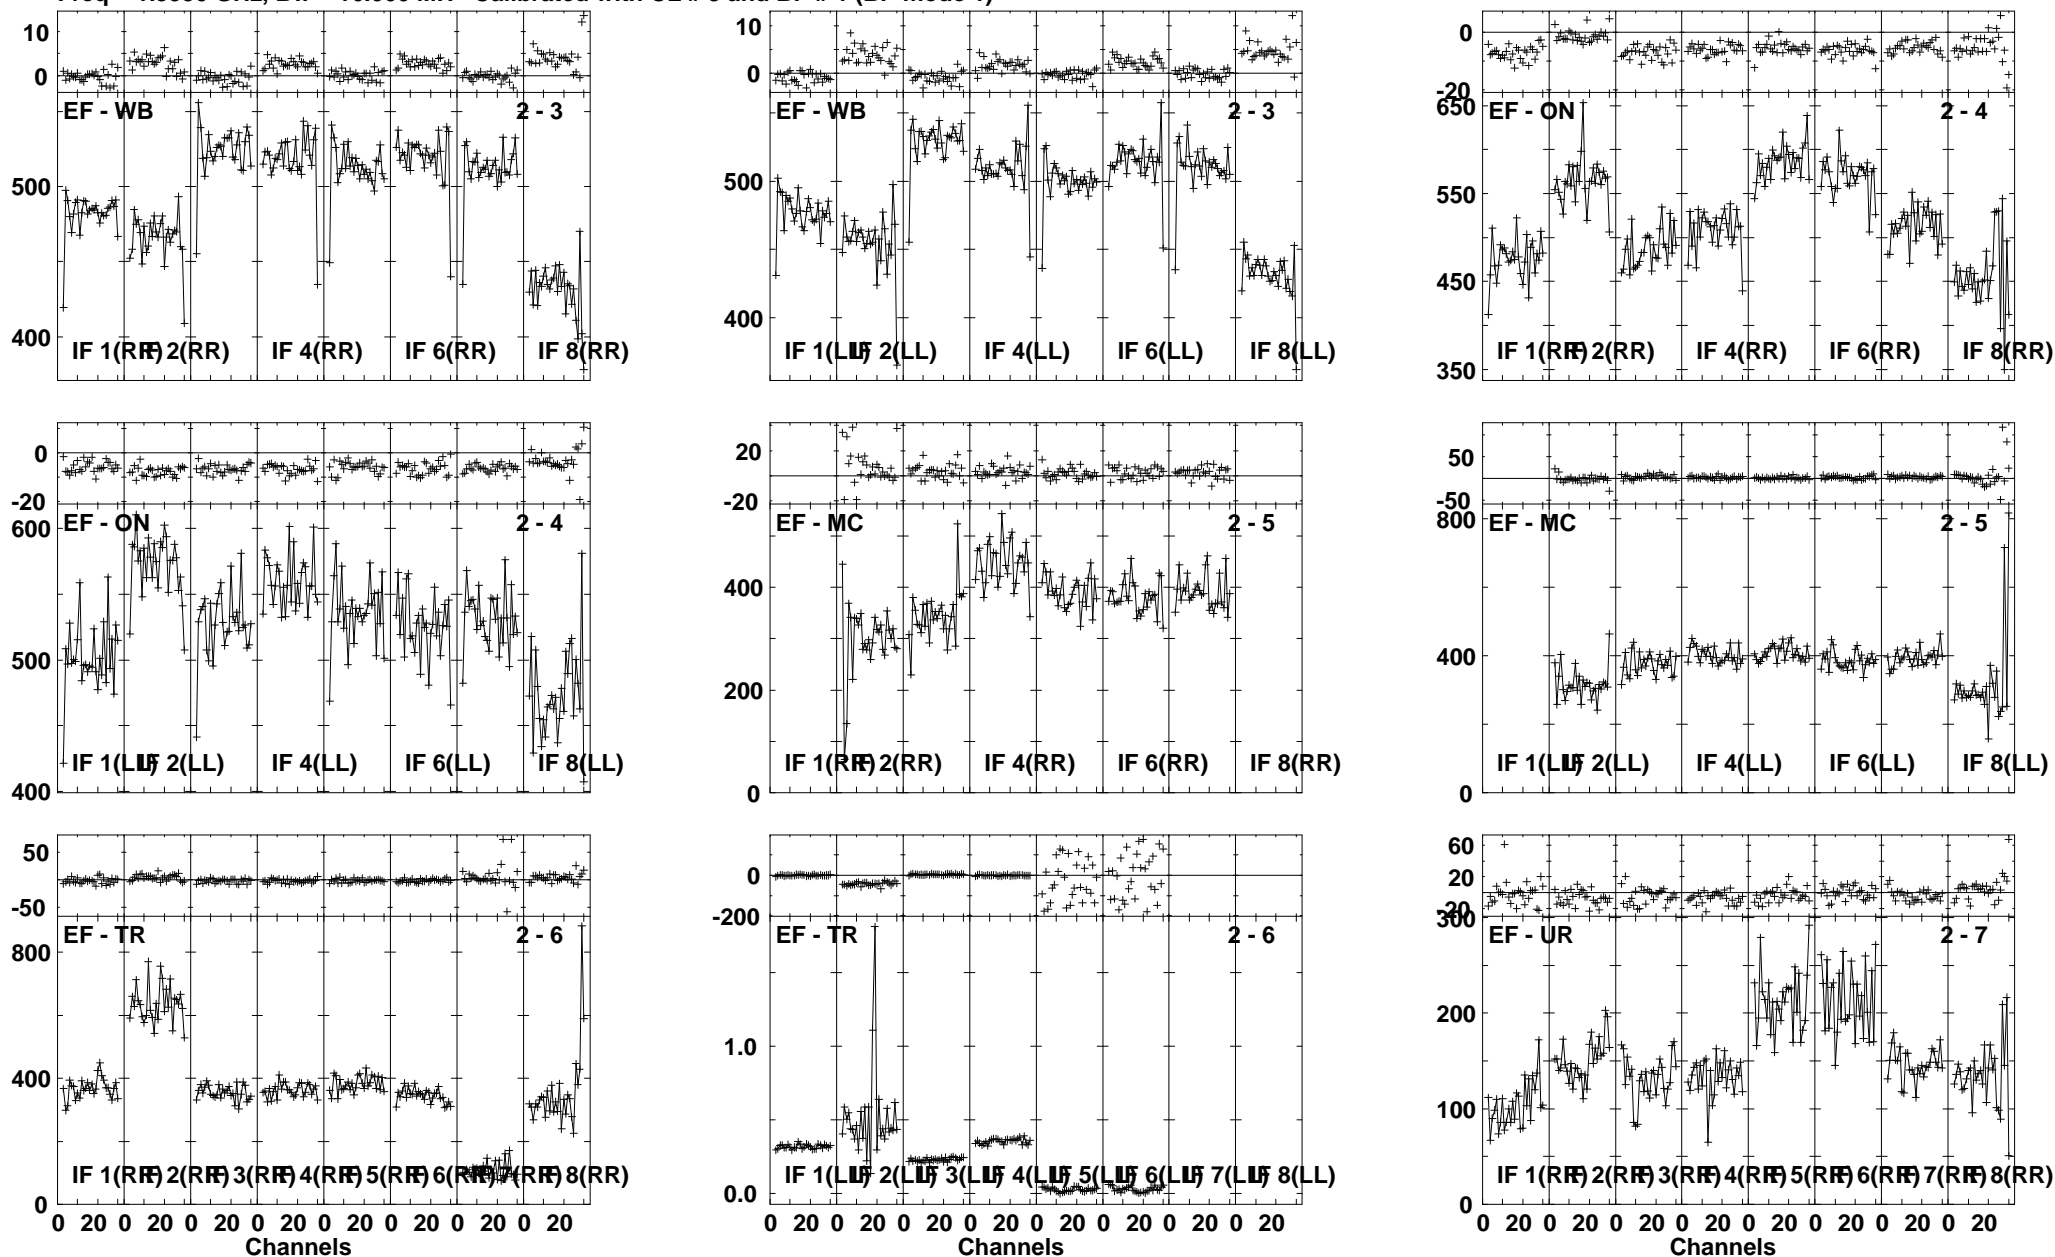 10 0 10 0 0 -20
EF - WB 2 - 3 EF - WB 2 - 3 EF - ON 2 - 4
500 400 500 400 650 550 450 350
IF 1(RR) IF 2(RR) IF 4(RR) IF 6(RR) IF 8(RR) IF 1(LL) IF 2(LL) IF 4(LL) IF 6(LL) IF 8(LL) IF 1(RR) IF 2(RR) IF 4(RR) IF 6(RR) IF 8(RR)
0 -20 20 0 -20 50 0 -50
EF - ON 2 - 4 EF - MC 2 - 5 EF - MC 2 - 5
600 500 400 400 200 0 800 400 0
IF 1(LL) IF 2(LL) IF 4(LL) IF 6(LL) IF 8(LL) IF 1(RR) IF 2(RR) IF 4(RR) IF 6(RR) IF 8(RR) IF 1(LL) IF 2(LL) IF 4(LL) IF 6(LL) IF 8(LL)
50 0 -50 0 -200 60 20 -20
EF - TR 2 - 6 EF - TR 2 - 6 EF - UR 2 - 7
800 400 0 1.0 0.0 300 200 100 0
IF 1(RR) IF 2(RR) IF 3(RR) IF 4(RR) IF 5(RR) IF 6(RR) IF 7(RR) IF 8(RR) IF 1(LL) IF 2(LL) IF 3(LL) IF 4(LL) IF 5(LL) IF 6(LL) IF 7(LL) IF 8(LL) IF 1(RR) IF 2(RR) IF 3(RR) IF 4(RR) IF 5(RR) IF 6(RR) IF 7(RR) IF 8(RR)
0 20 0 20 0 20 0 20 0 20 0 20 0 20 0 20 0 20 0 20 0 20 0 20 0 20 0 20 0 20 0 20 0 20 0 20 0 20 0 20 0 20 0 20 0 20 0 20
Channels Channels Channels